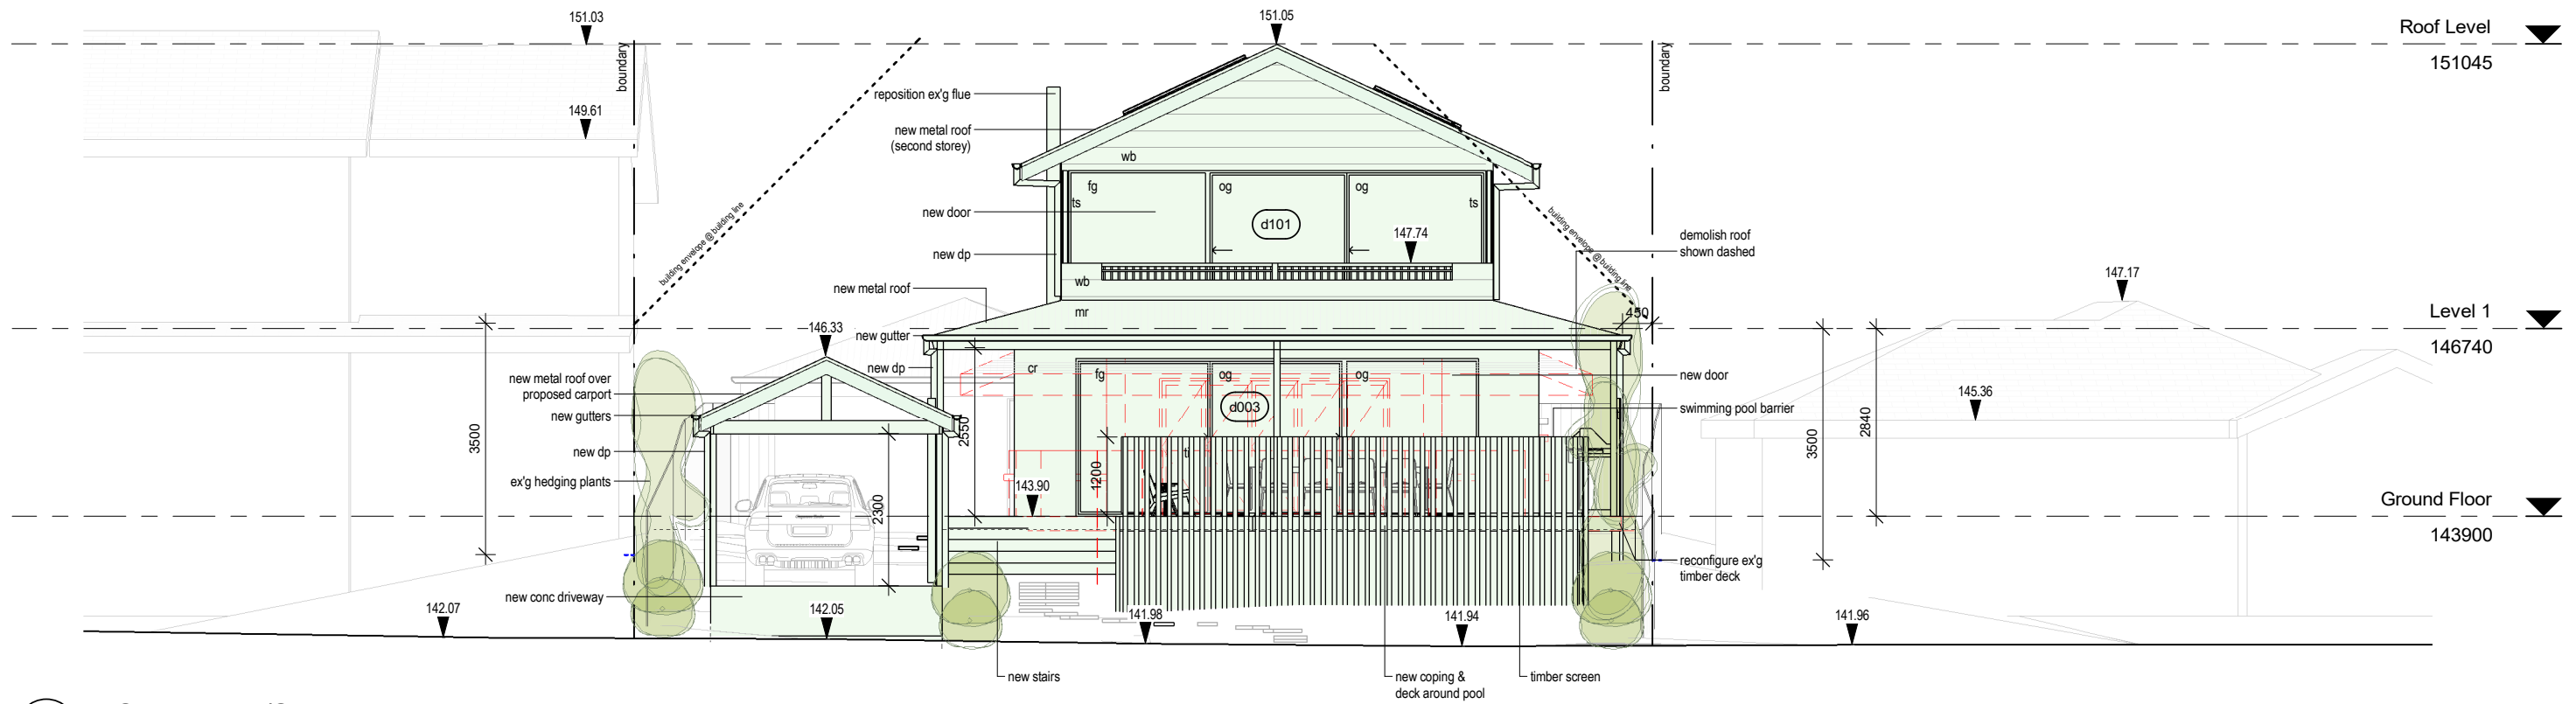 151.03
151.05
Roof Level
151045
boundary
boundary
149.61
reposition ex'g flue
new metal roof
(second storey)
wb
fg
og
og
ts
ts
new door
d101
building envelope @ building line
building envelope @ building line
147.74
demolish roof
shown dashed
new dp
wb
147.17
new metal roof
mr
450
Level 1
146740
146.33
new gutter
new dp
cr
fg
og
og
new door
new metal roof over
proposed carport
145.36
new gutters
d003
swimming pool barrier
2550
3500
3500
2840
new dp
ti
1200
ex'g hedging plants
143.90
2300
Ground Floor
143900
reconfigure ex'g
timber deck
new conc driveway
142.07
142.05
141.98
141.94
141.96
new stairs
new coping &
deck around pool
timber screen